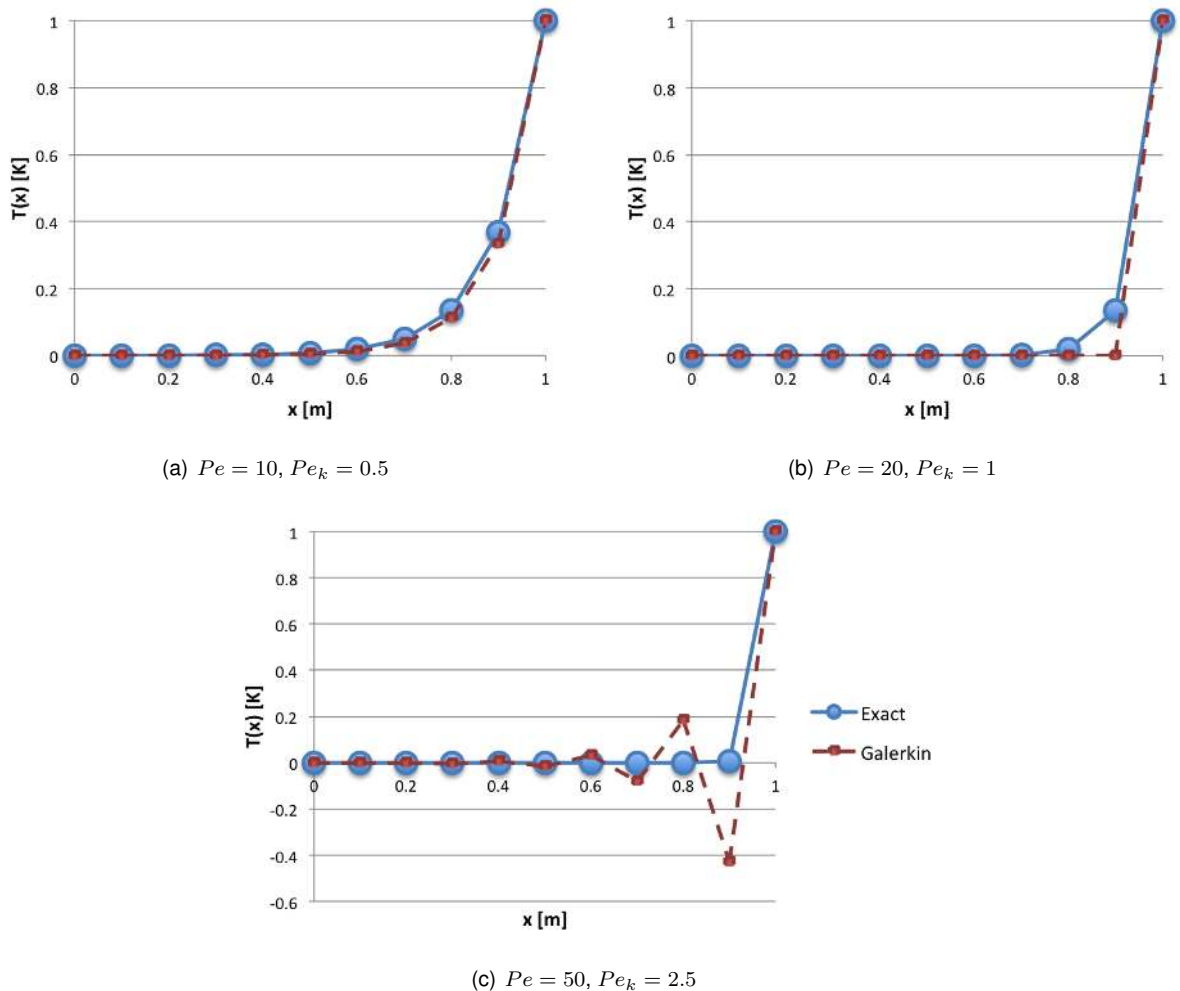 1
0.8
0.6
0.4
0.2
0
T(x) [K]
0 0.2 0.4 0.6 0.8 1
x [m]
(a) Pe = 10, Pe_k = 0.5
1
0.8
0.6
0.4
0.2
0
T(x) [K]
0 0.2 0.4 0.6 0.8 1
x [m]
(b) Pe = 20, Pe_k = 1
1
0.8
0.6
0.4
0.2
0
-0.2
-0.4
-0.6
T(x) [K]
0 0.2 0.4 0.6 0.8 1
x [m]
Exact
Galerkin
(c) Pe = 50, Pe_k = 2.5